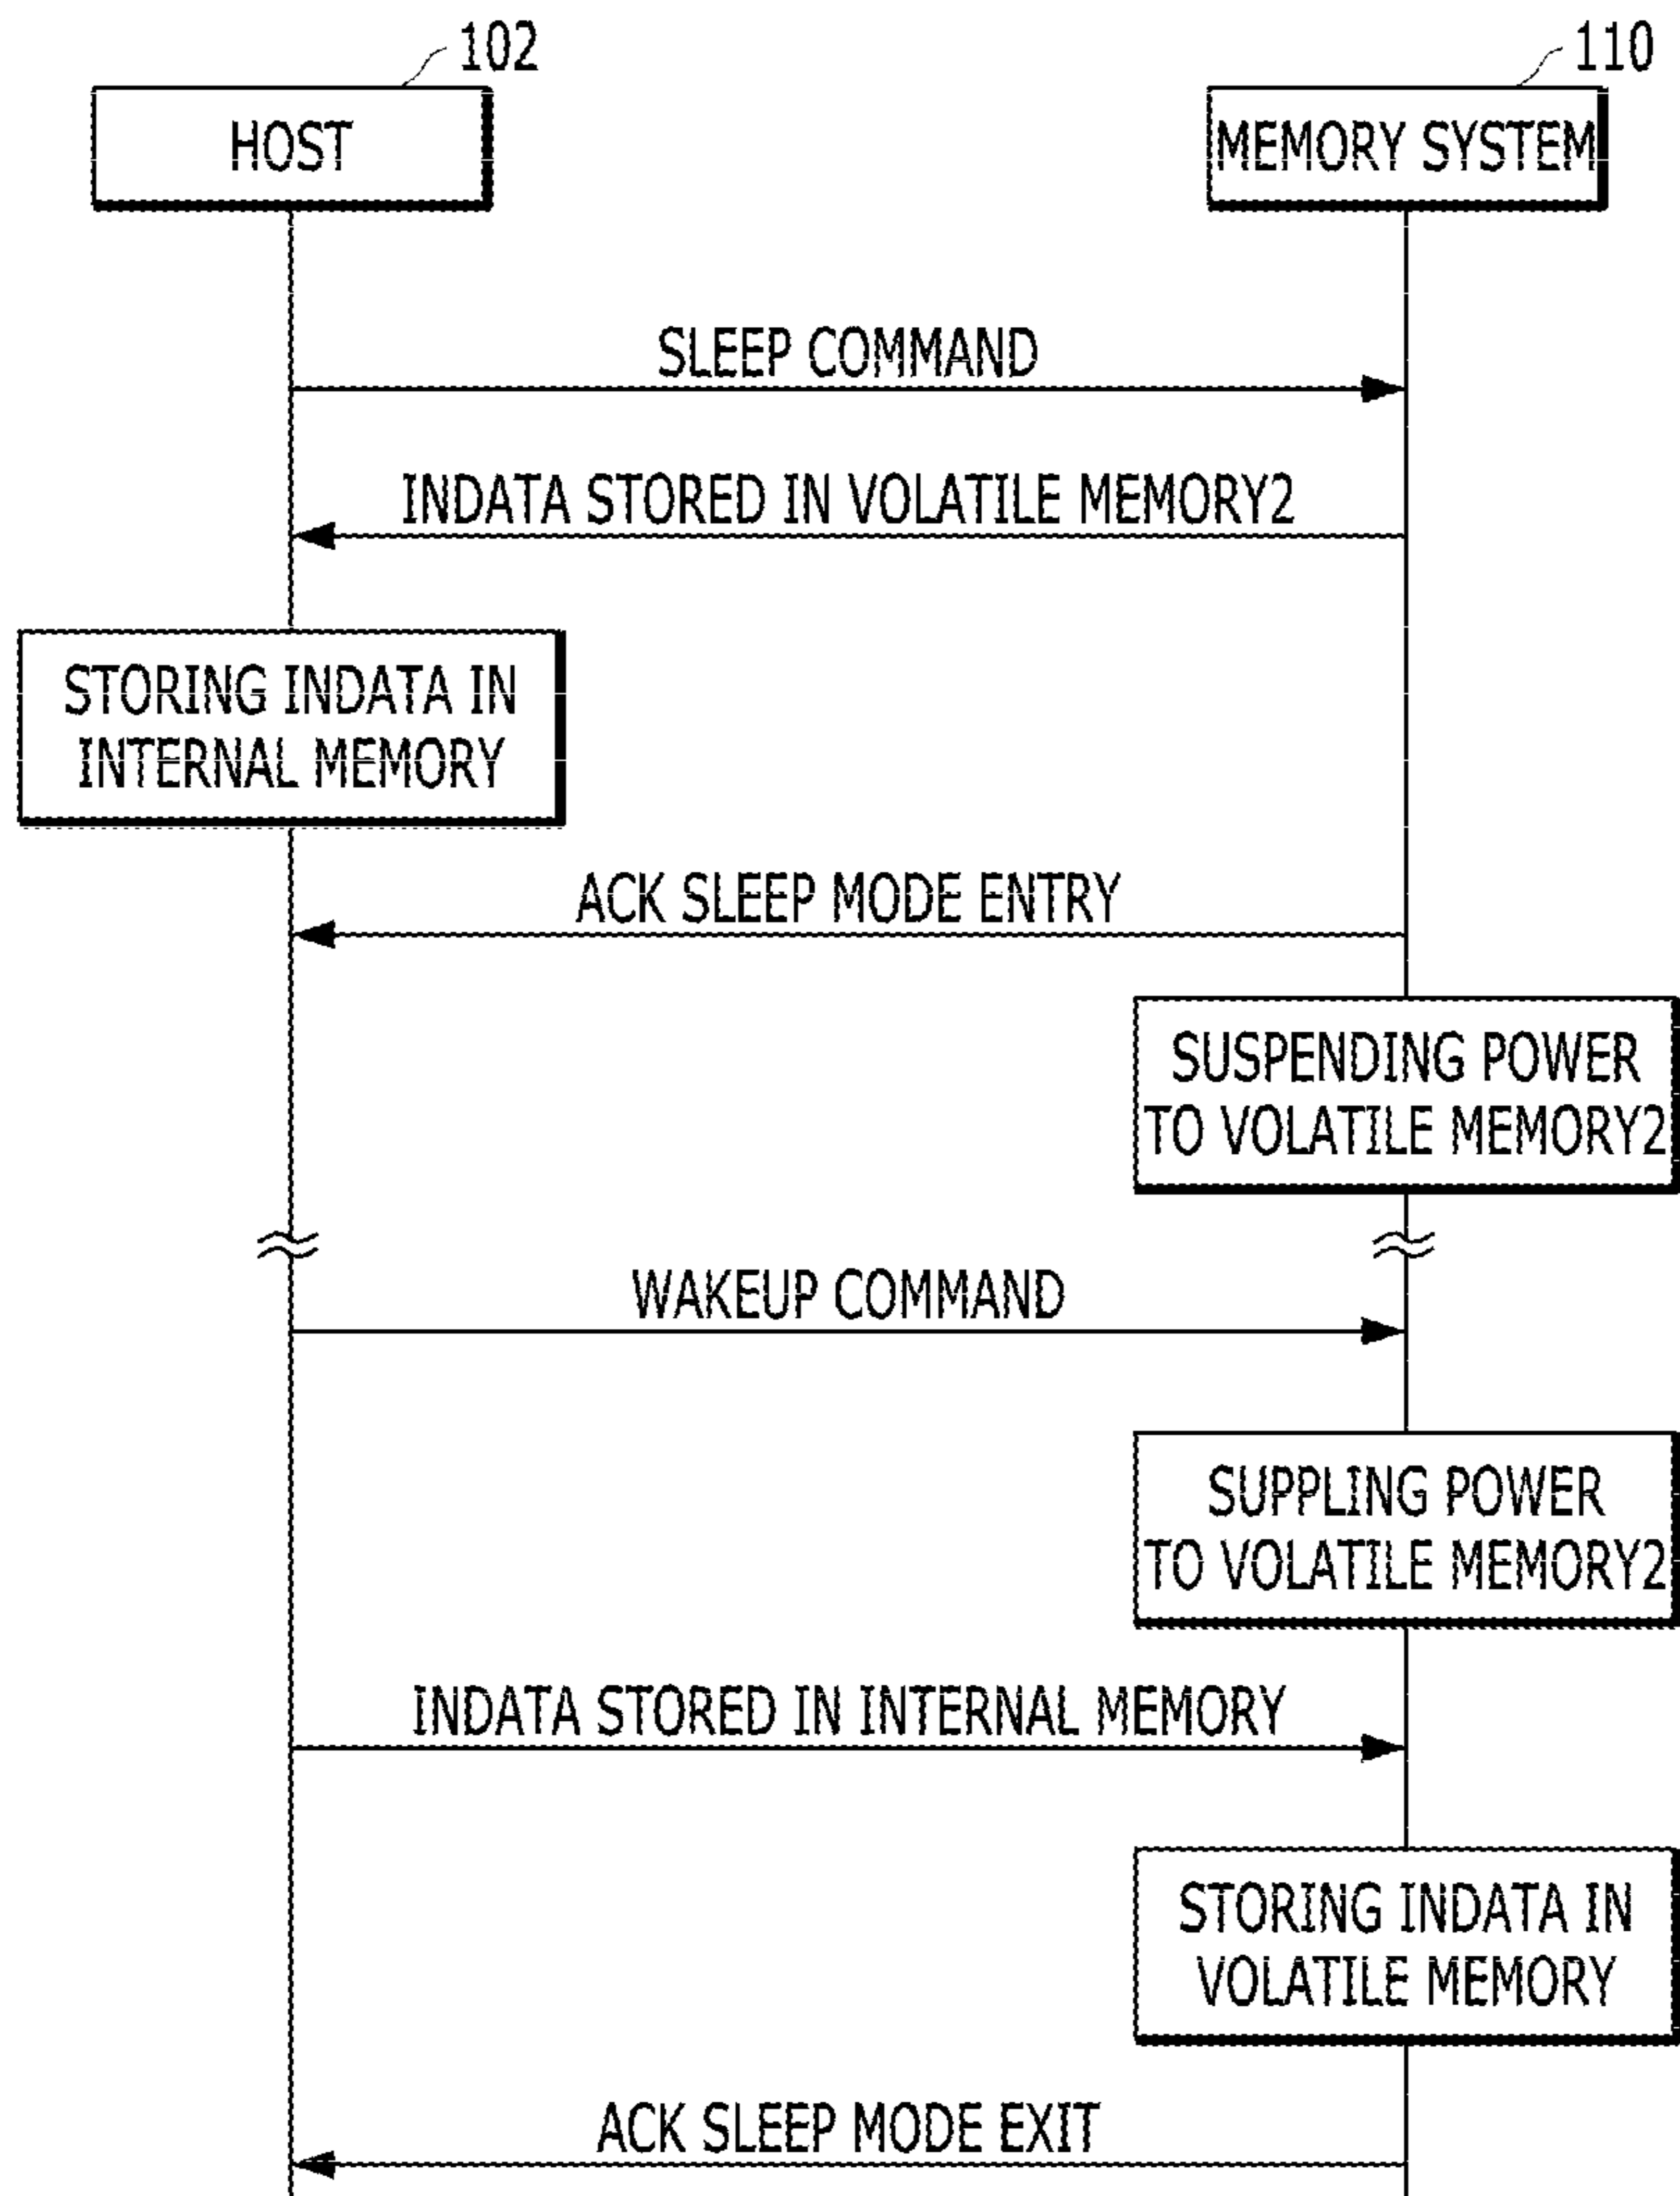 102
110
HOST
MEMORY SYSTEM
SLEEP COMMAND
INDATA STORED IN VOLATILE MEMORY2
STORING INDATA IN
INTERNAL MEMORY
ACK SLEEP MODE ENTRY
SUSPENDING POWER
TO VOLATILE MEMORY2
WAKEUP COMMAND
SUPPLING POWER
TO VOLATILE MEMORY2
INDATA STORED IN INTERNAL MEMORY
STORING INDATA IN
VOLATILE MEMORY
ACK SLEEP MODE EXIT